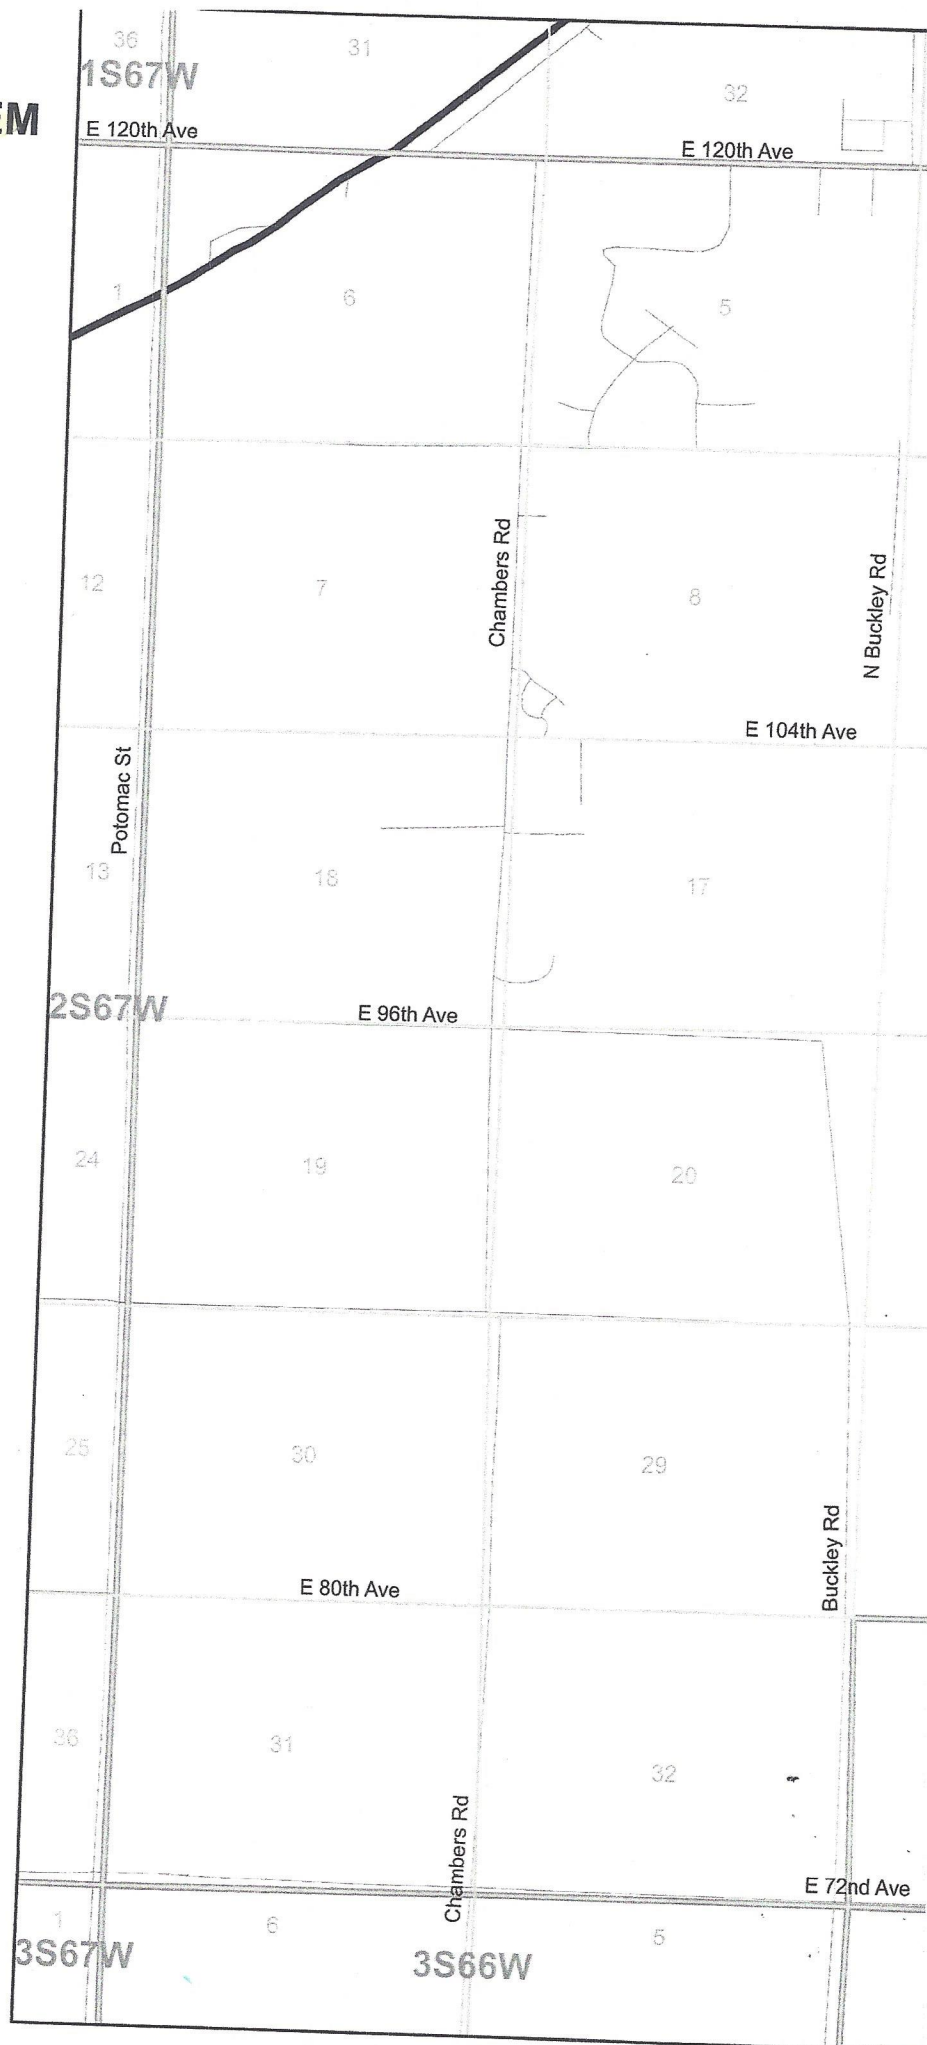 36
31
1S67W
32
EM
E 120th Ave
E 120th Ave
1
6
5
12
7
Chambers Rd
8
N Buckley Rd
E 104th Ave
Potomac St
13
18
17
2S67W
E 96th Ave
24
19
20
25
30
29
Buckley Rd
E 80th Ave
36
31
32
Chambers Rd
E 72nd Ave
1
6
5
3S67W
3S66W